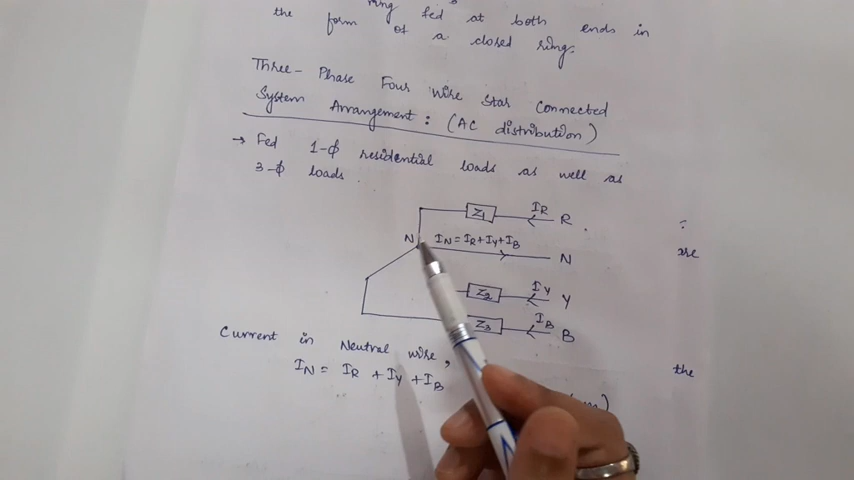 ring fed at both ends in
the form of a closed ring.
Three-Phase Four wire Star Connected
System Arrangement : (AC distribution)
→ Fed 1-ϕ residential loads as well as
3-ϕ loads.
Z1 IR R
N IN = IR+IY+IB N
are
Z2 IY Y
Z3 IB B
Current in Neutral wire,
the
IN = IR + IY + IB